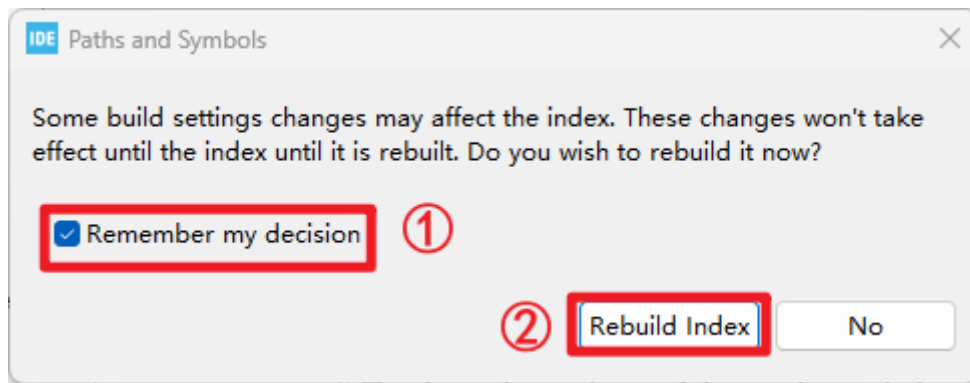 IDE Paths and Symbols
Some build settings changes may affect the index. These changes won't take
effect until the index until it is rebuilt. Do you wish to rebuild it now?
Remember my decision ①
② Rebuild Index No